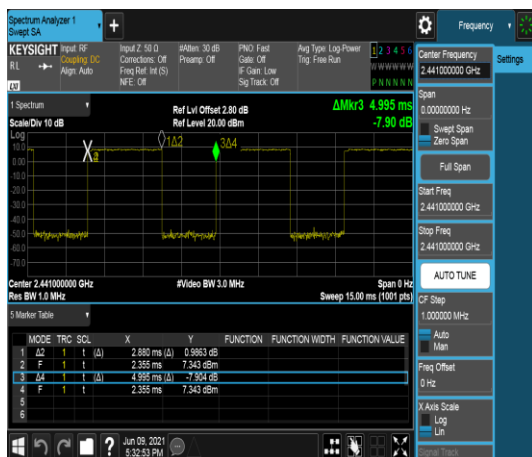 Spectrum Analyzer 1
Swept SA
+
Frequency
KEYSIGHT
RL
LXI
Input: RF
Coupling: DC
Align: Auto
Input Z: 50 Ω
Corrections: Off
Freq Ref: Int (S)
NFE: Off
#Atten: 30 dB
Preamp: Off
PNO: Fast
Gate: Off
IF Gain: Low
Sig Track: Off
Avg Type: Log-Power
Trig: Free Run
1 2 3 4 5 6
W W W W W W
P N N N N N
Center Frequency
2.441000000 GHz
Settings
Span
0.00000000 Hz
Swept Span
Zero Span
Full Span
Start Freq
2.441000000 GHz
Stop Freq
2.441000000 GHz
AUTO TUNE
CF Step
1.000000 MHz
Auto
Man
Freq Offset
0 Hz
X Axis Scale
Log
Lin
Signal Track
1 Spectrum
Scale/Div 10 dB
Ref Lvl Offset 2.80 dB
Ref Level 20.00 dBm
ΔMkr3 4.995 ms
-7.90 dB
Log
10.0
0.00
-10.0
-20.0
-30.0
-40.0
-50.0
-60.0
-70.0
1Δ2
3Δ4
Center 2.441000000 GHz
Res BW 1.0 MHz
#Video BW 3.0 MHz
Span 0 Hz
Sweep 15.00 ms (1001 pts)
5 Marker Table
MODE TRC SCL X Y FUNCTION FUNCTION WIDTH FUNCTION VALUE
1 Δ2 1 t (Δ) 2.880 ms (Δ) 0.9863 dB
2 F 1 t 2.355 ms 7.343 dBm
3 Δ4 1 t (Δ) 4.995 ms (Δ) -7.904 dB
4 F 1 t 2.355 ms 7.343 dBm
5
6
?
Jun 09, 2021
5:32:53 PM